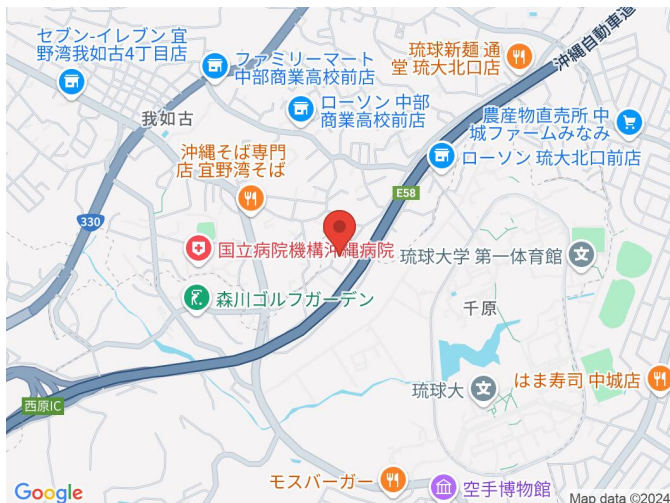 セブン-イレブン 宜
野湾我如古4丁目店
ファミリーマート
中部商業高校前店
琉球新麺 通
堂 琉大北口店
沖縄自動車道
我如古
ローソン 中部
商業高校前店
農産物直売所 中
城ファームみなみ
沖縄そば専門
店 宜野湾そば
ローソン 琉大北口前店
E58
330
国立病院機構沖縄病院
琉球大学 第一体育館
森川ゴルフガーデン
千原
はま寿司 中城店
琉球大
西原IC
モスバーガー
空手博物館
Google
Map data ©2024